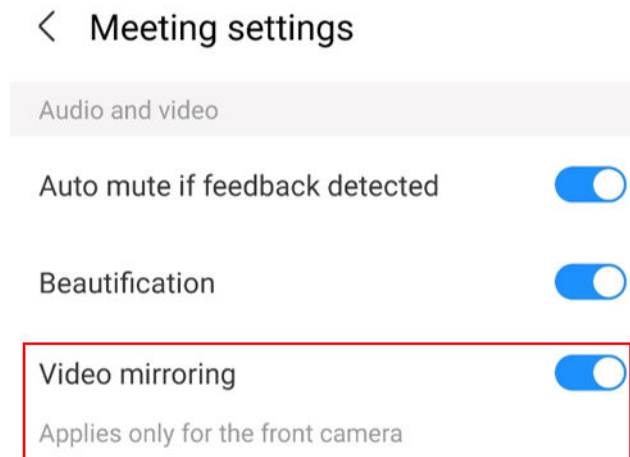 Meeting settings
Audio and video
Auto mute if feedback detected
Beautification
Video mirroring
Applies only for the front camera